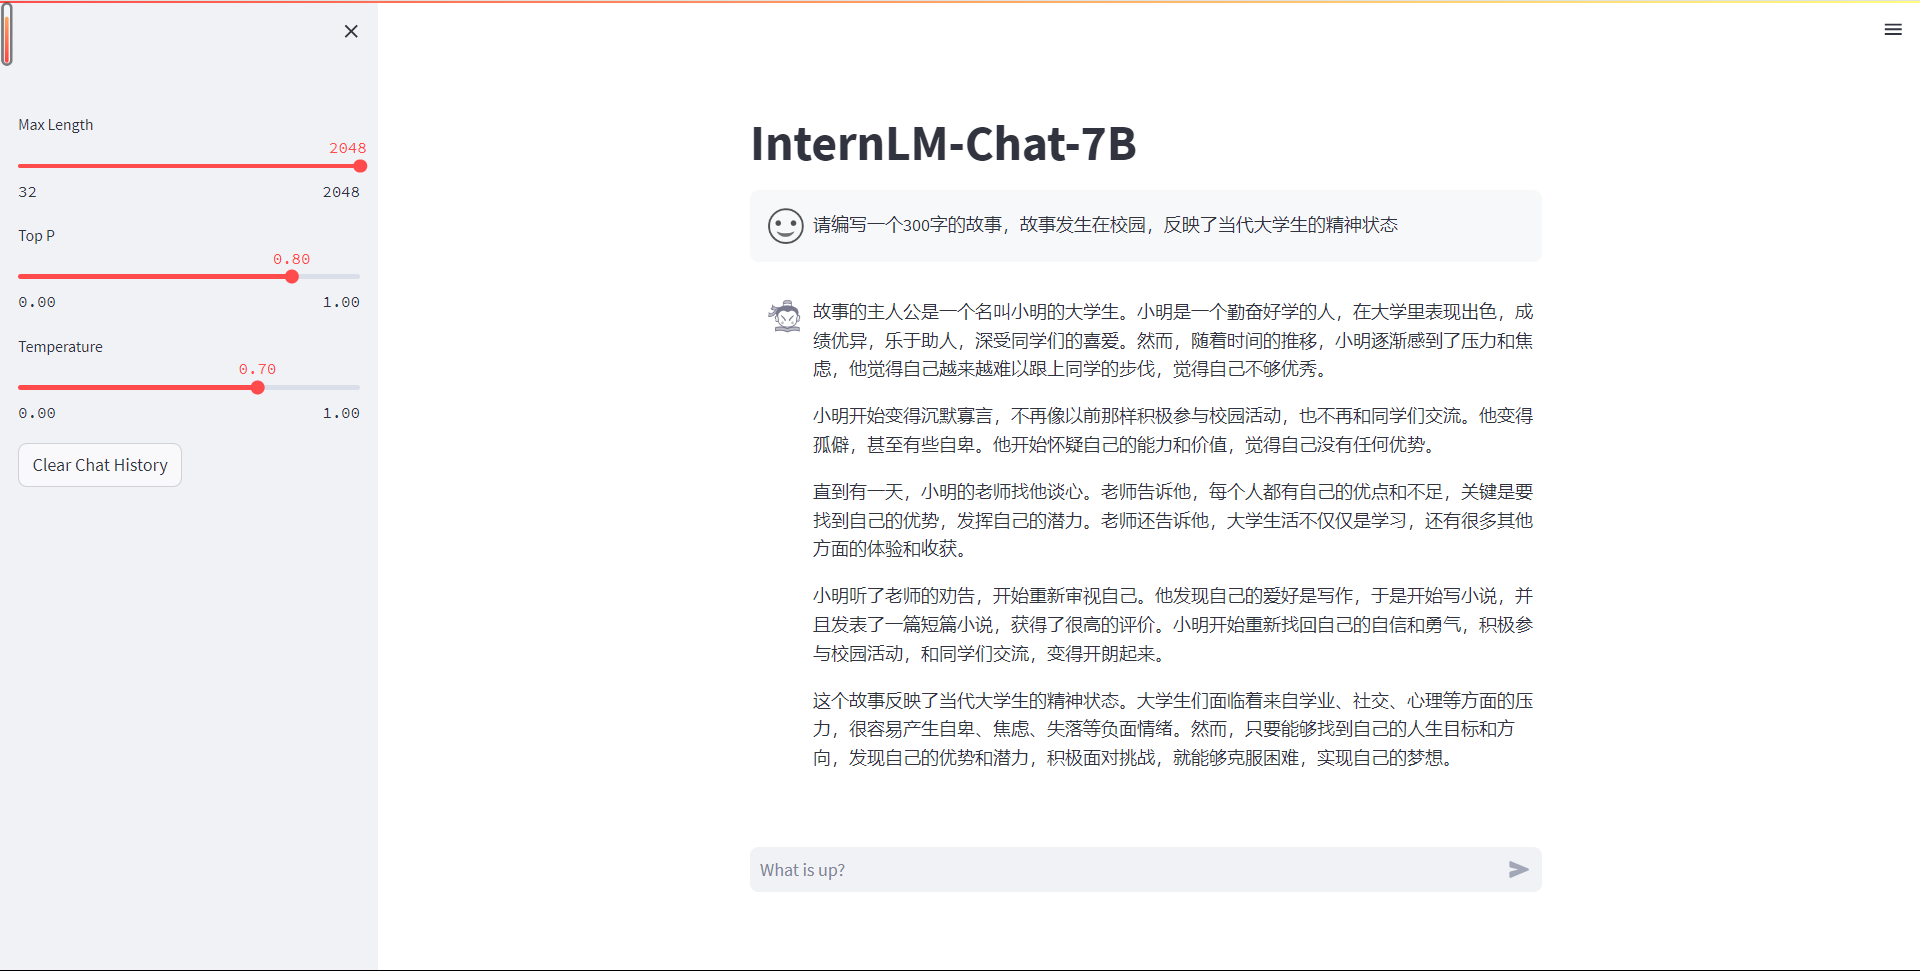 Max Length
2048
32 2048
Top P
0.80
0.00 1.00
Temperature
0.70
0.00 1.00
Clear Chat History
InternLM-Chat-7B
请编写一个300字的故事，故事发生在校园，反映了当代大学生的精神状态
故事的主人公是一个名叫小明的大学生。小明是一个勤奋好学的人，在大学里表现出色，成
绩优异，乐于助人，深受同学们的喜爱。然而，随着时间的推移，小明逐渐感到了压力和焦
虑，他觉得自己越来越难以跟上同学的步伐，觉得自己不够优秀。
小明开始变得沉默寡言，不再像以前那样积极参与校园活动，也不再和同学们交流。他变得
孤僻，甚至有些自卑。他开始怀疑自己的能力和价值，觉得自己没有任何优势。
直到有一天，小明的老师找他谈心。老师告诉他，每个人都有自己的优点和不足，关键是要
找到自己的优势，发挥自己的潜力。老师还告诉他，大学生活不仅仅是学习，还有很多其他
方面的体验和收获。
小明听了老师的劝告，开始重新审视自己。他发现自己的爱好是写作，于是开始写小说，并
且发表了一篇短篇小说，获得了很高的评价。小明开始重新找回自己的自信和勇气，积极参
与校园活动，和同学们交流，变得开朗起来。
这个故事反映了当代大学生的精神状态。大学生们面临着来自学业、社交、心理等方面的压
力，很容易产生自卑、焦虑、失落等负面情绪。然而，只要能够找到自己的人生目标和方
向，发现自己的优势和潜力，积极面对挑战，就能够克服困难，实现自己的梦想。
What is up?